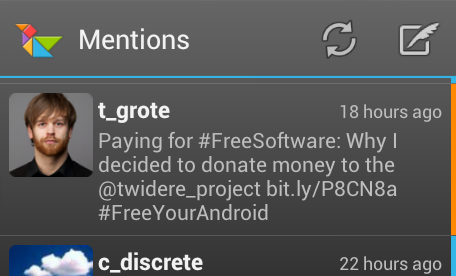 Mentions
t_grote
18 hours ago
Paying for #FreeSoftware: Why I
decided to donate money to the
@twidere_project bit.ly/P8CN8a
#FreeYourAndroid
c_discrete
22 hours ago